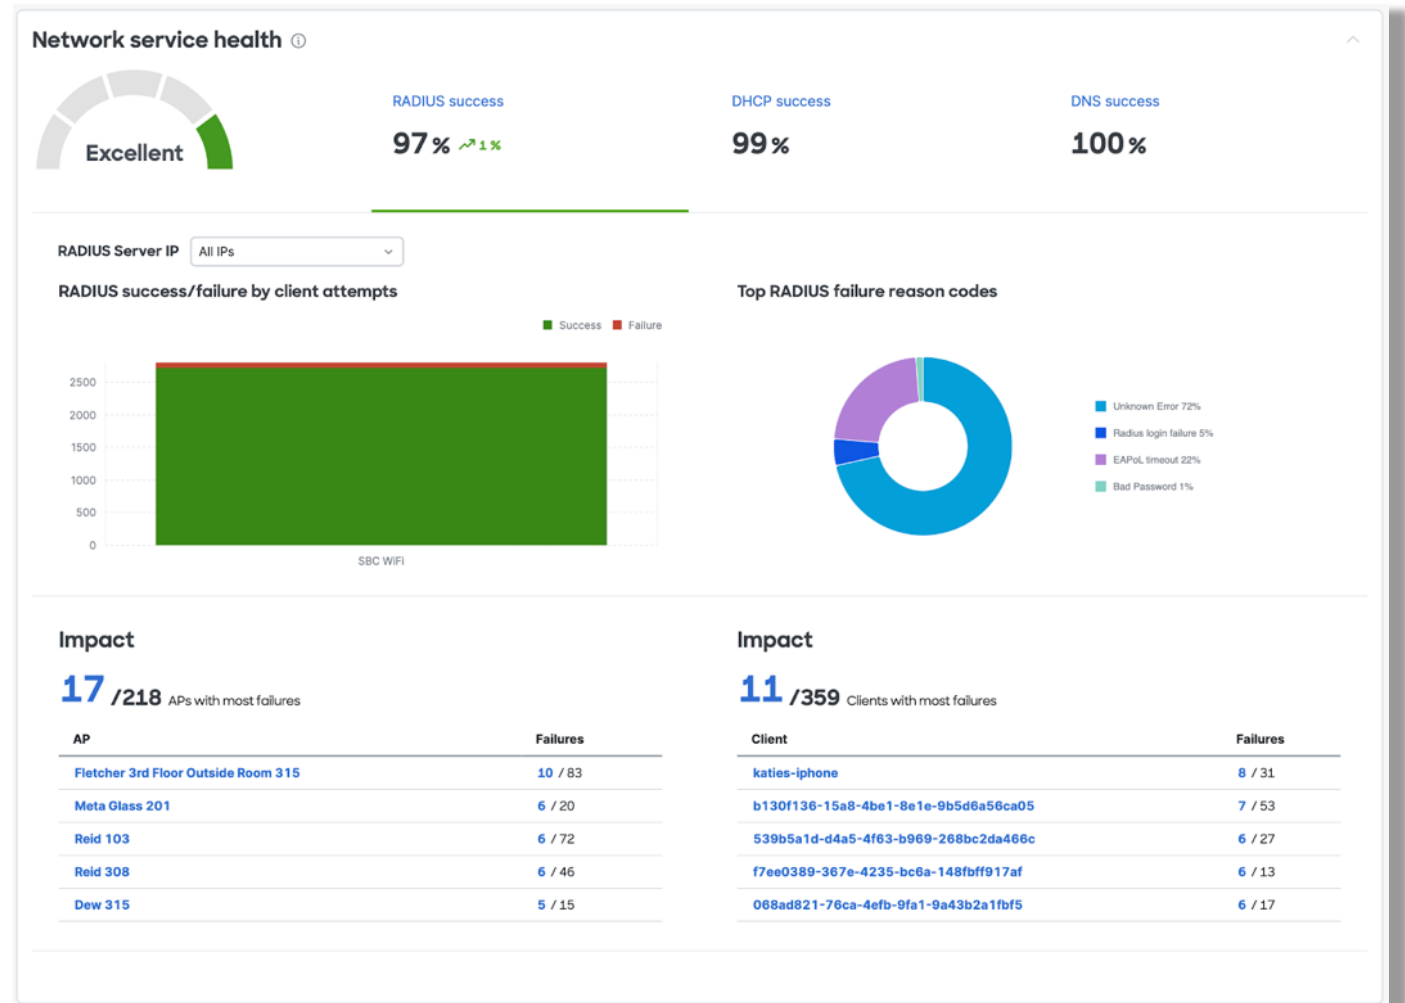 Network service health
Excellent
RADIUS success
97%
1%
DHCP success
99%
DNS success
100%
RADIUS Server IP
All IPs
RADIUS success/failure by client attempts
Success
Failure
2500
2000
1500
1000
500
0
SBC WiFi
Top RADIUS failure reason codes
Unknown Error 72%
Radius login failure 5%
EAPoL timeout 22%
Bad Password 1%
Impact
17 /218 APs with most failures
AP Failures
Fletcher 3rd Floor Outside Room 315 10 / 83
Meta Glass 201 6 / 20
Reid 103 6 / 72
Reid 308 6 / 46
Dew 315 5 / 15
Impact
11 /359 Clients with most failures
Client Failures
katies-iphone 8 / 31
b130f136-15a8-4be1-8e1e-9b5d6a56ca05 7 / 53
539b5a1d-d4a5-4f63-b969-268bc2da466c 6 / 27
f7ee0389-367e-4235-bc6a-148fbff917af 6 / 13
068ad821-76ca-4efb-9fa1-9a43b2a1fbf5 6 / 17